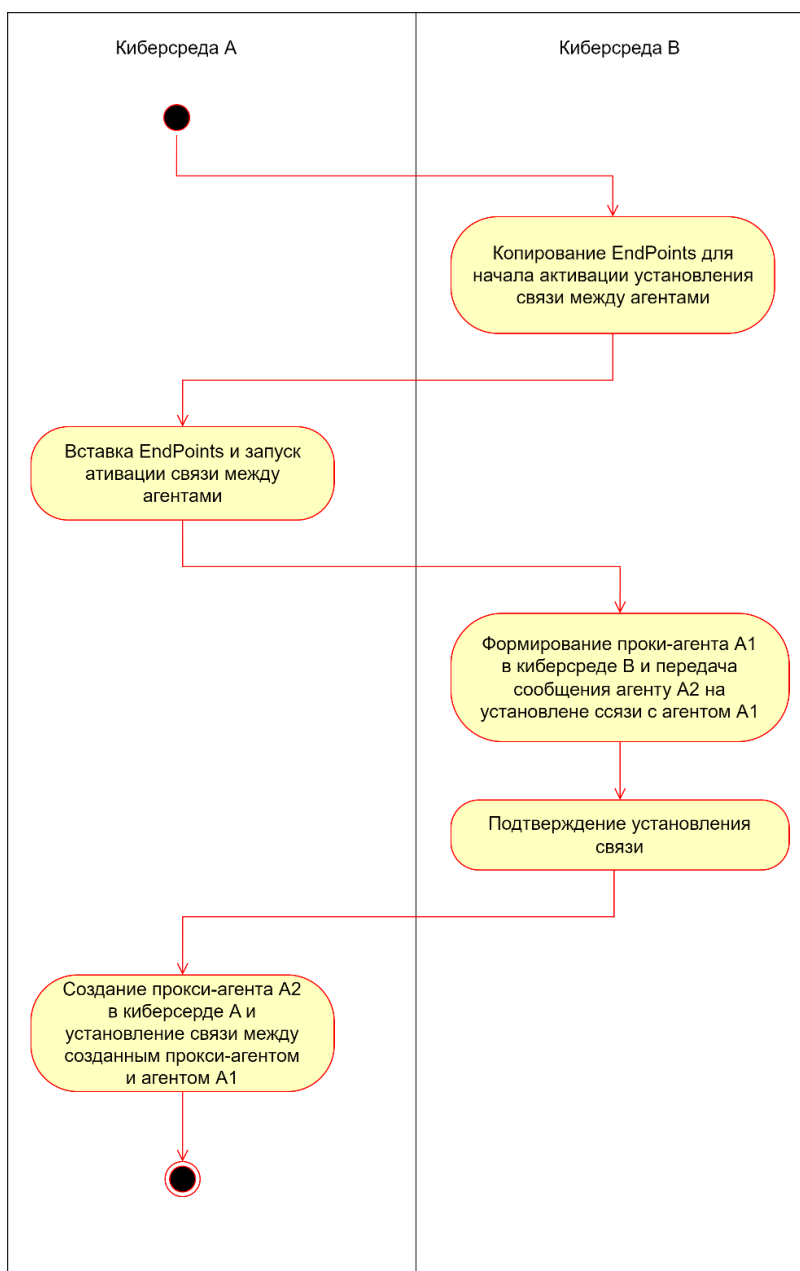 Киберсреда А
Киберсреда В
Копирование EndPoints для
начала активации установления
связи между агентами
Вставка EndPoints и запуск
ативации связи между
агентами
Формирование проки-агента А1
в киберсреде В и передача
сообщения агенту А2 на
установлене ссязи с агентом А1
Подтверждение установления
связи
Создание прокси-агента А2
в киберсерде А и
установление связи между
созданным прокси-агентом
и агентом А1